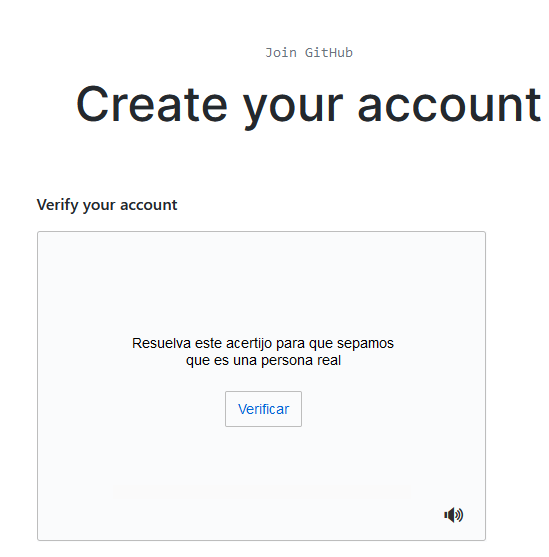 Join GitHub
Create your account
Verify your account
Resuelva este acertijo para que sepamos
que es una persona real
Verificar